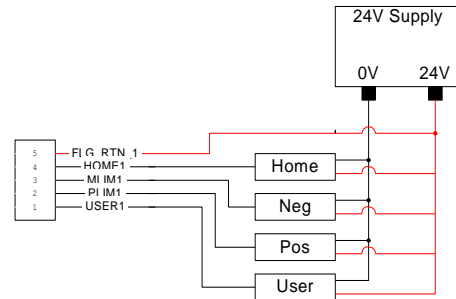 24V Supply
0V 24V
5 FLG_RTN_1
4 HOME1
3 MLIM1
2 PLIM1
1 USER1
Home
Neg
Pos
User